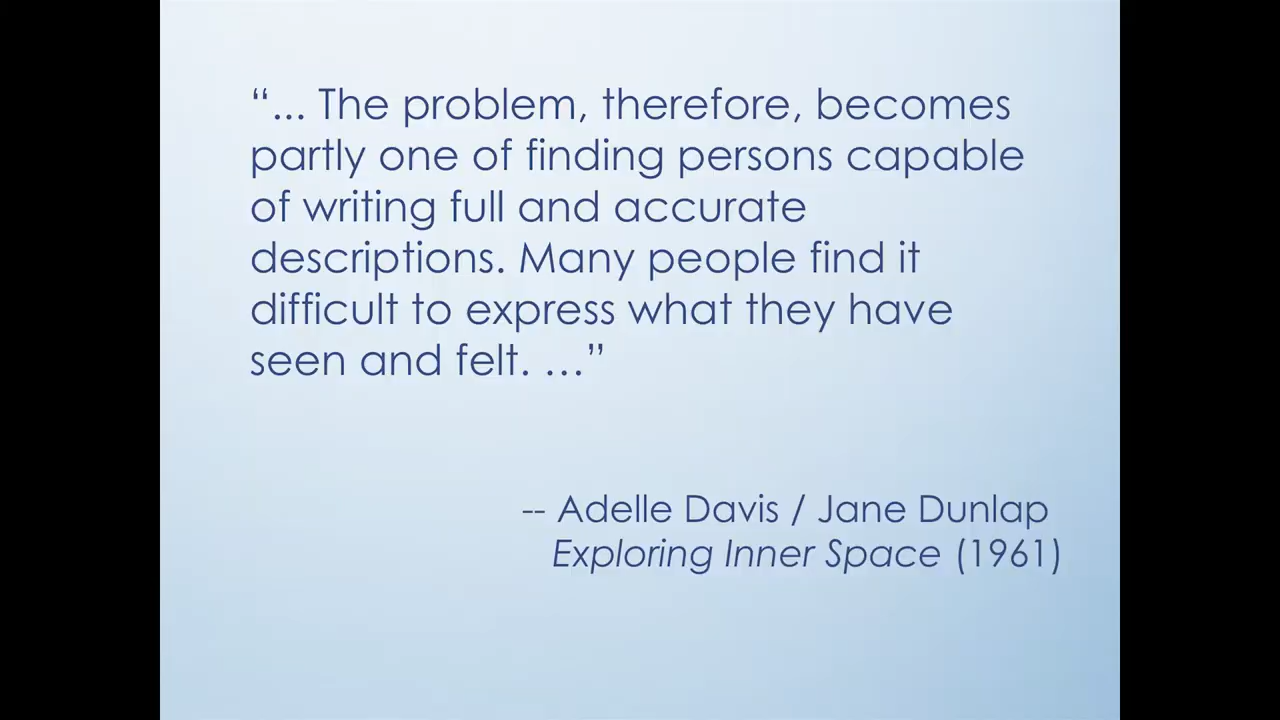 “... The problem, therefore, becomes
partly one of finding persons capable
of writing full and accurate
descriptions. Many people find it
difficult to express what they have
seen and felt. …”
-- Adelle Davis / Jane Dunlap
Exploring Inner Space (1961)